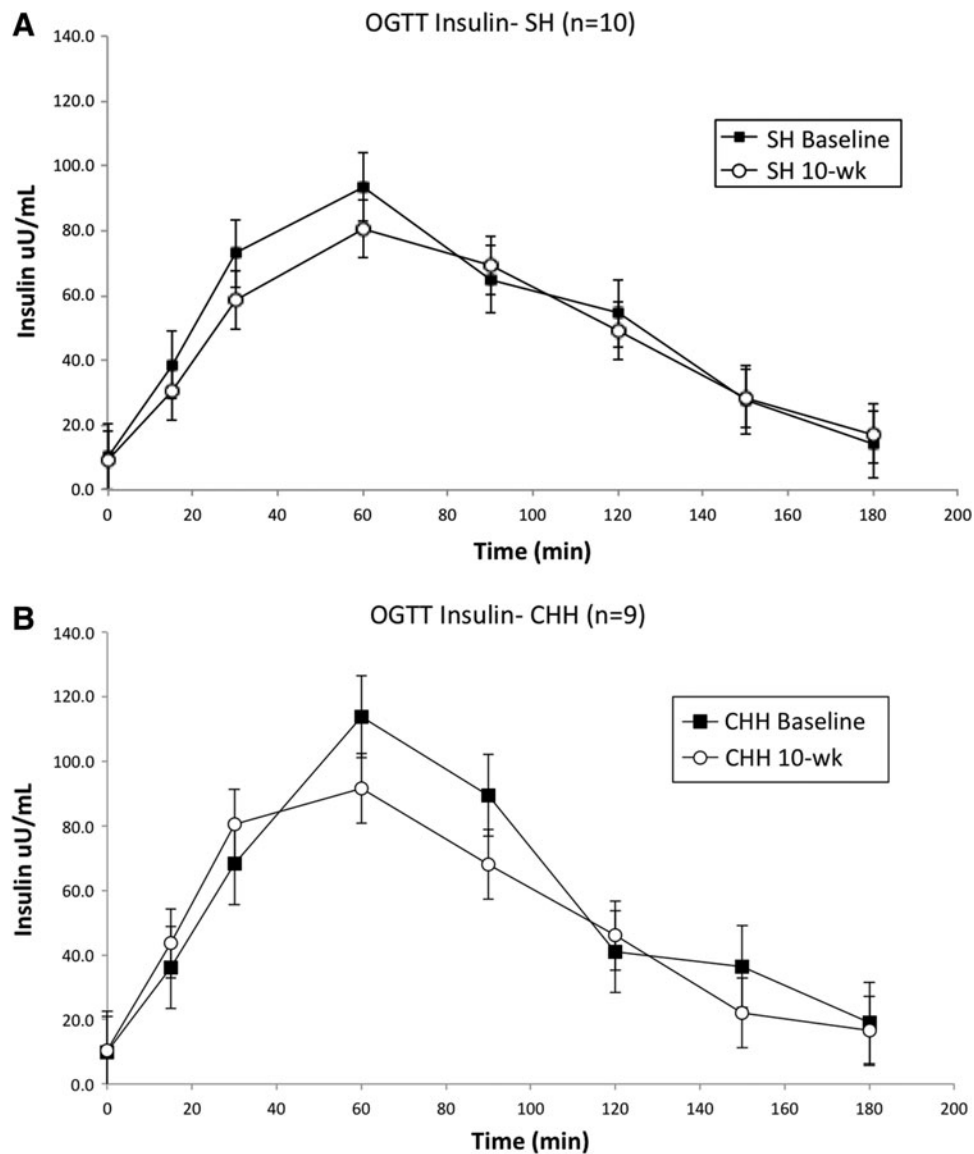 A
OGTT Insulin- SH (n=10)
140.0
120.0
100.0
80.0
60.0
40.0
20.0
0.0
Insulin uU/mL
SH Baseline
SH 10-wk
0 20 40 60 80 100 120 140 160 180 200
Time (min)
B
OGTT Insulin- CHH (n=9)
140.0
120.0
100.0
80.0
60.0
40.0
20.0
0.0
Insulin uU/mL
CHH Baseline
CHH 10-wk
0 20 40 60 80 100 120 140 160 180 200
Time (min)